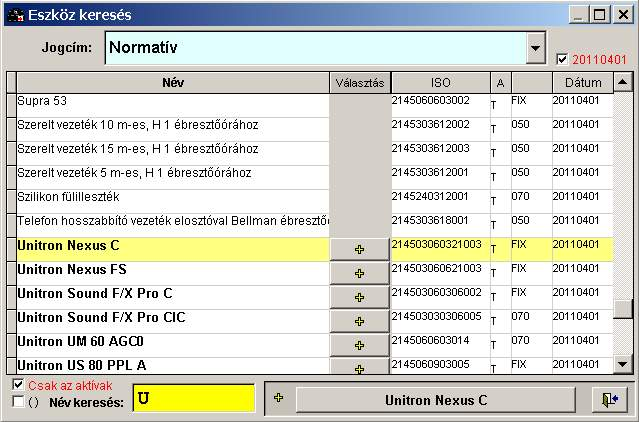 Eszköz keresés
Jogcím: Normatív 20110401
Név Választás ISO A Dátum
Supra 53 2145060603002 T FIX 20110401
Szerelt vezeték 10 m-es, H 1 ébresztőórához 2145303612002 T 050 20110401
Szerelt vezeték 15 m-es, H 1 ébresztőórához 2145303612003 T 050 20110401
Szerelt vezeték 5 m-es, H 1 ébresztőórához 2145303612001 T 050 20110401
Szilikon fülilleszték 2145240312001 T 070 20110401
Telefon hosszabbító vezeték elosztóval Bellman ébresztő 2145303618001 T 050 20110401
Unitron Nexus C 214503060321003 T FIX 20110401
Unitron Nexus FS 214503060621003 T FIX 20110401
Unitron Sound F/X Pro C 214503060306002 T FIX 20110401
Unitron Sound F/X Pro CIC 214503030306005 T 070 20110401
Unitron UM 60 AGC0 2145060603014 T 070 20110401
Unitron US 80 PPL A 2145060903005 T FIX 20110401
Csak az aktívak
() Név keresés: U Unitron Nexus C